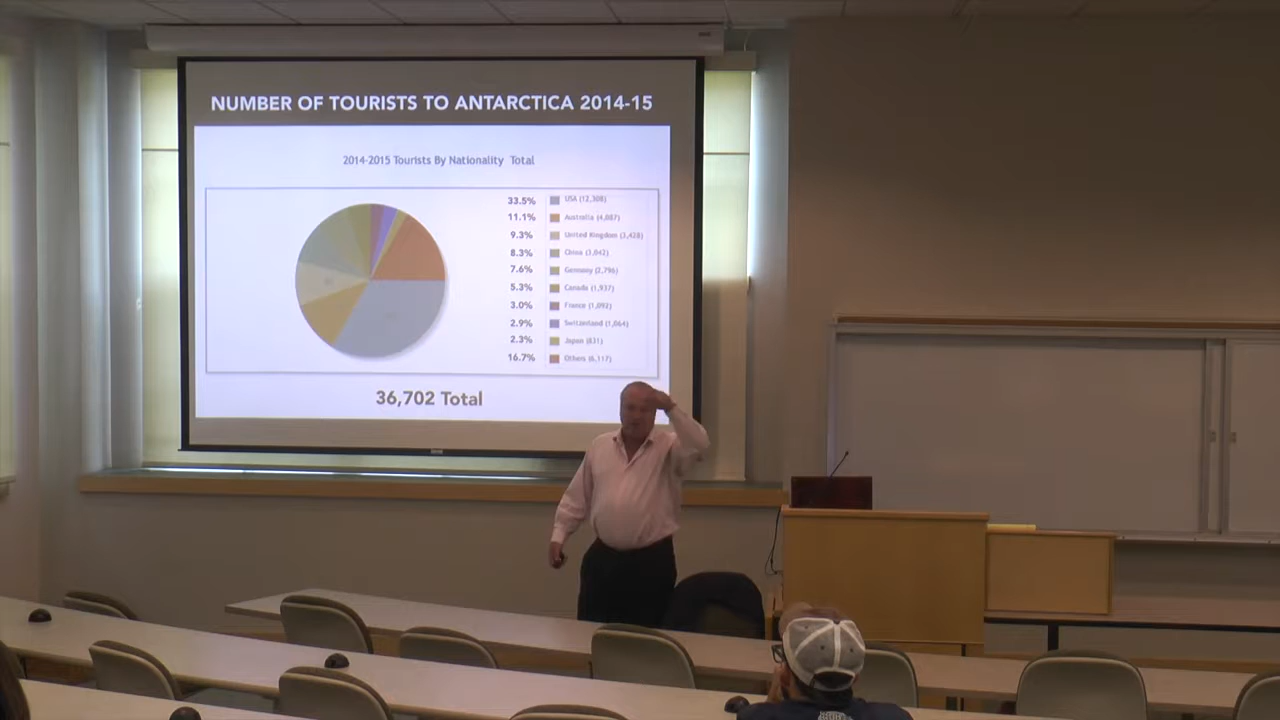 NUMBER OF TOURISTS TO ANTARCTICA 2014-15
2014-2015 Tourists By Nationality Total
33.5% USA (12,308)
11.1% Australia (4,087)
9.3% United Kingdom (3,428)
8.3% China (3,042)
7.6% Germany (2,796)
5.3% Canada (1,937)
3.0% France (1,092)
2.9% Switzerland (1,064)
2.3% Japan (831)
16.7% Others (6,117)
36,702 Total